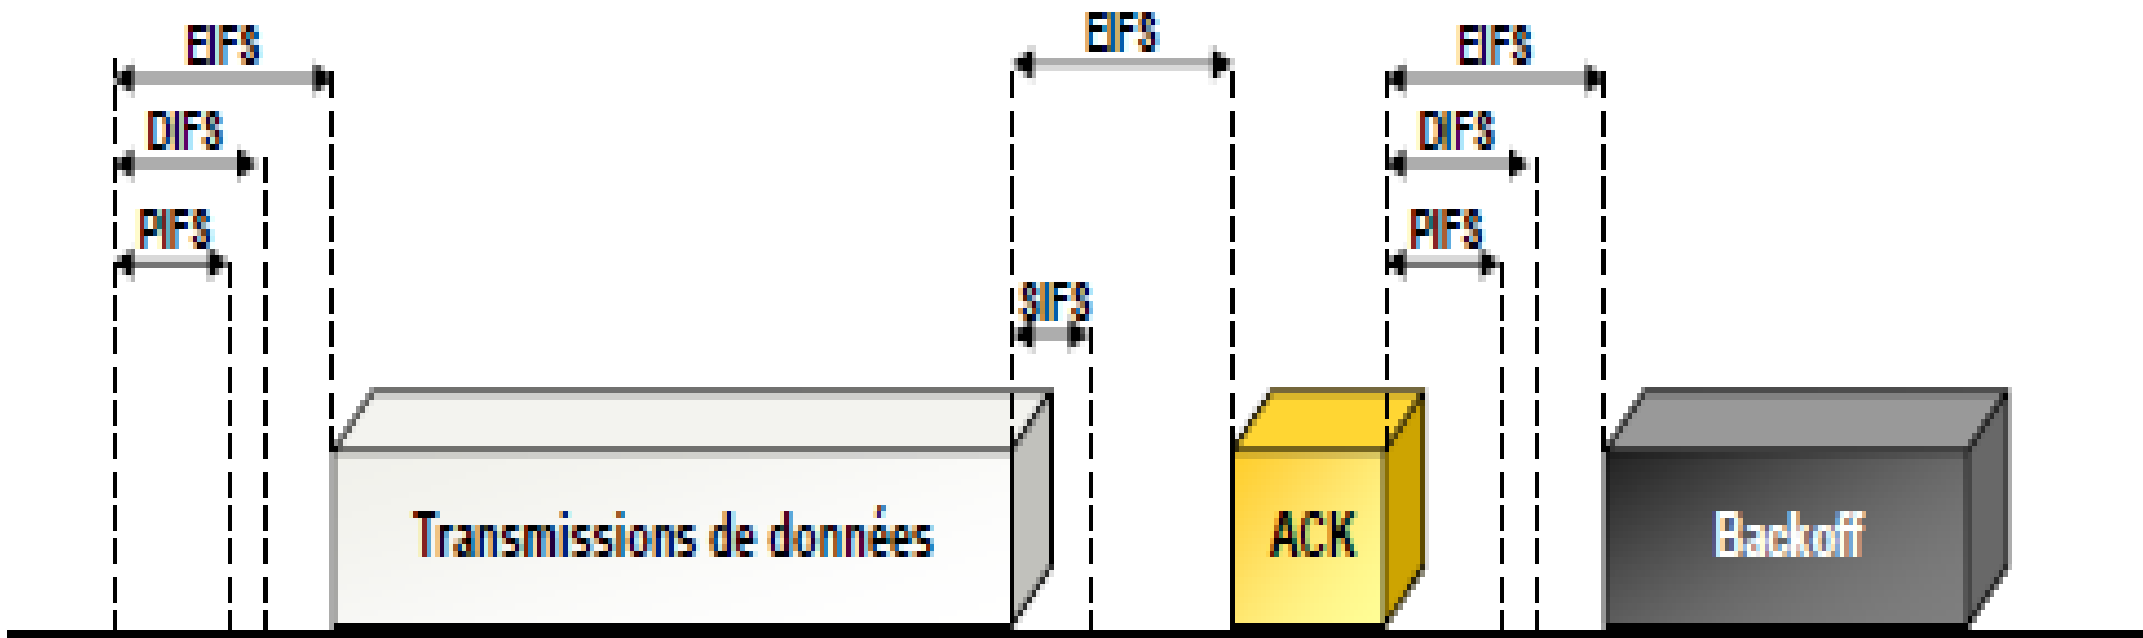 EIFS
DIFS
PIFS
EIFS
SIFS
EIFS
DIFS
PIFS
Transmissions de données
ACK
Backoff